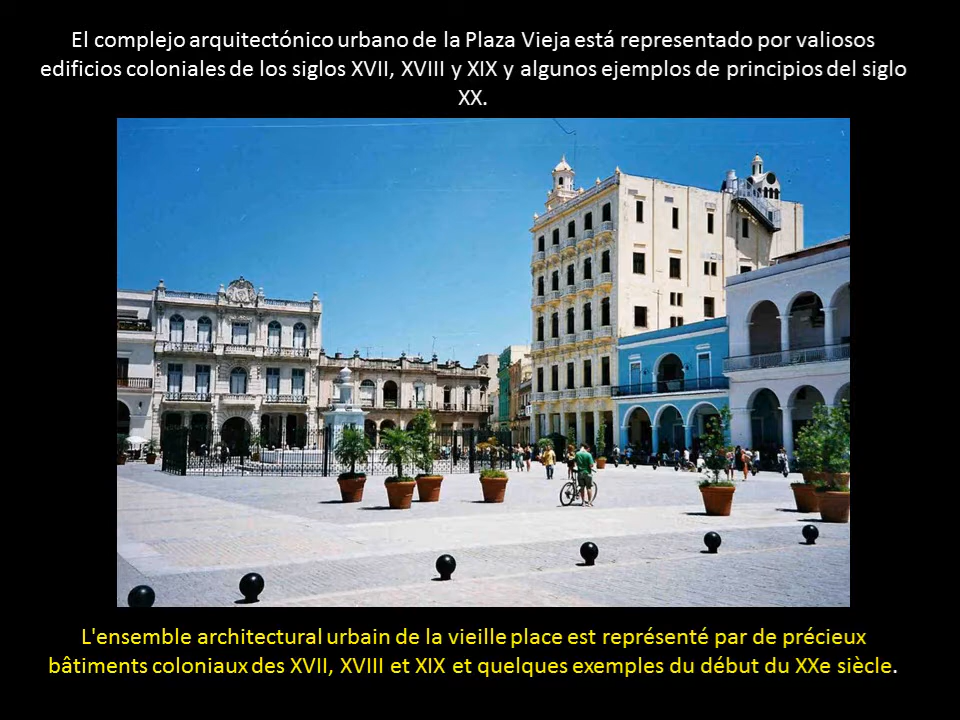 El complejo arquitectónico urbano de la Plaza Vieja está representado por valiosos
edificios coloniales de los siglos XVII, XVIII y XIX y algunos ejemplos de principios del siglo
XX.
L'ensemble architectural urbain de la vieille place est représenté par de précieux
bâtiments coloniaux des XVII, XVIII et XIX et quelques exemples du début du XXe siècle.